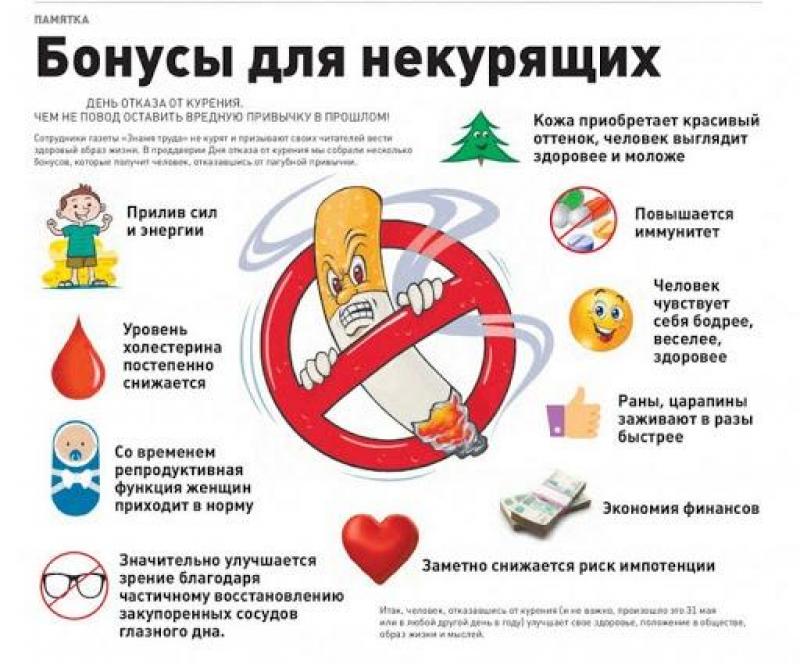 ПАМЯТКА
Бонусы для некурящих
ДЕНЬ ОТКАЗА ОТ КУРЕНИЯ.
ЧЕМ НЕ ПОВОД ОСТАВИТЬ ВРЕДНУЮ ПРИВЫЧКУ В ПРОШЛОМ!
Сотрудники газеты «Знамя труда» не курят и призывают своих читателей вести
здоровый образ жизни. В преддверии Дня отказа от курения мы собрали несколько
бонусов, которые получит человек, отказавшись от пагубной привычки.
Кожа приобретает красивый
оттенок, человек выглядит
здоровее и моложе
Прилив сил
и энергии
Повышается
иммунитет
Человек
чувствует
себя бодрее,
веселее,
здоровее
Уровень
холестерина
постепенно
снижается
Раны, царапины
заживают в разы
быстрее
Со временем
репродуктивная
функция женщин
приходит в норму
Экономия финансов
Значительно улучшается
зрение благодаря
частичному восстановлению
закупоренных сосудов
глазного дна.
Заметно снижается риск импотенции
Итак, человек, отказавшись от курения (и не важно, произошло это 31 мая
или в любой другой день в году) улучшает свое здоровье, положение в обществе,
образ жизни и мыслей.